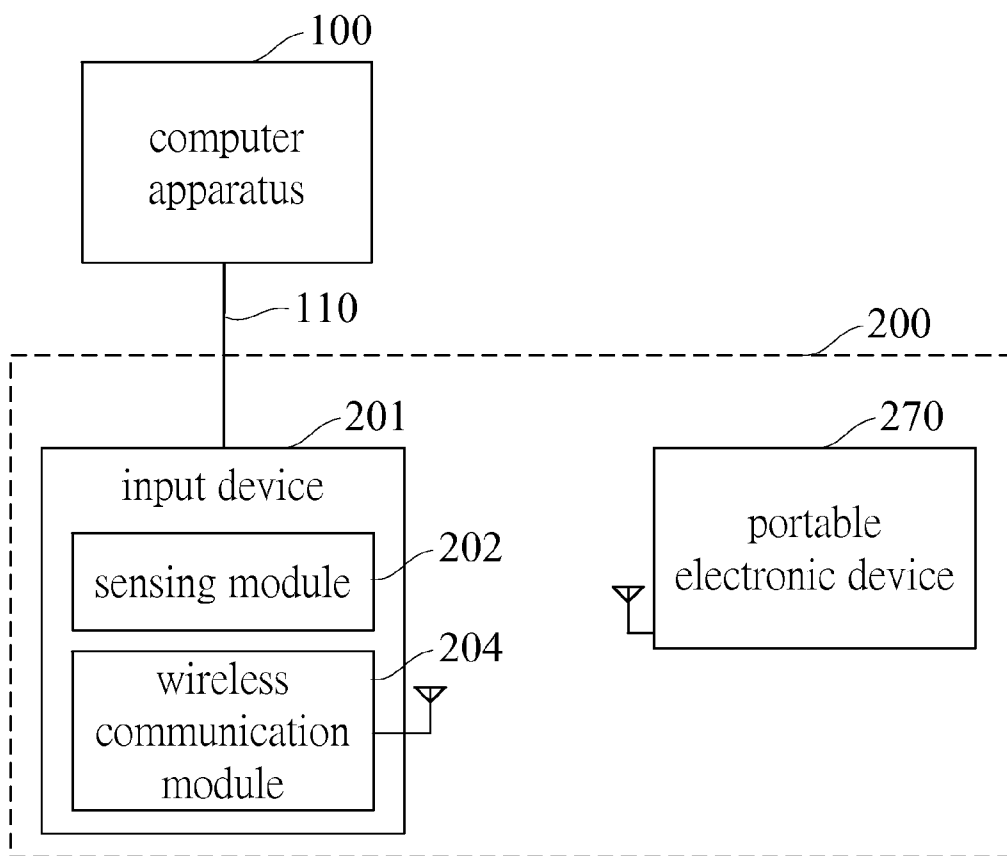 100
computer
apparatus
110
200
201
270
input device
portable
electronic device
sensing module
202
wireless
communication
module
204